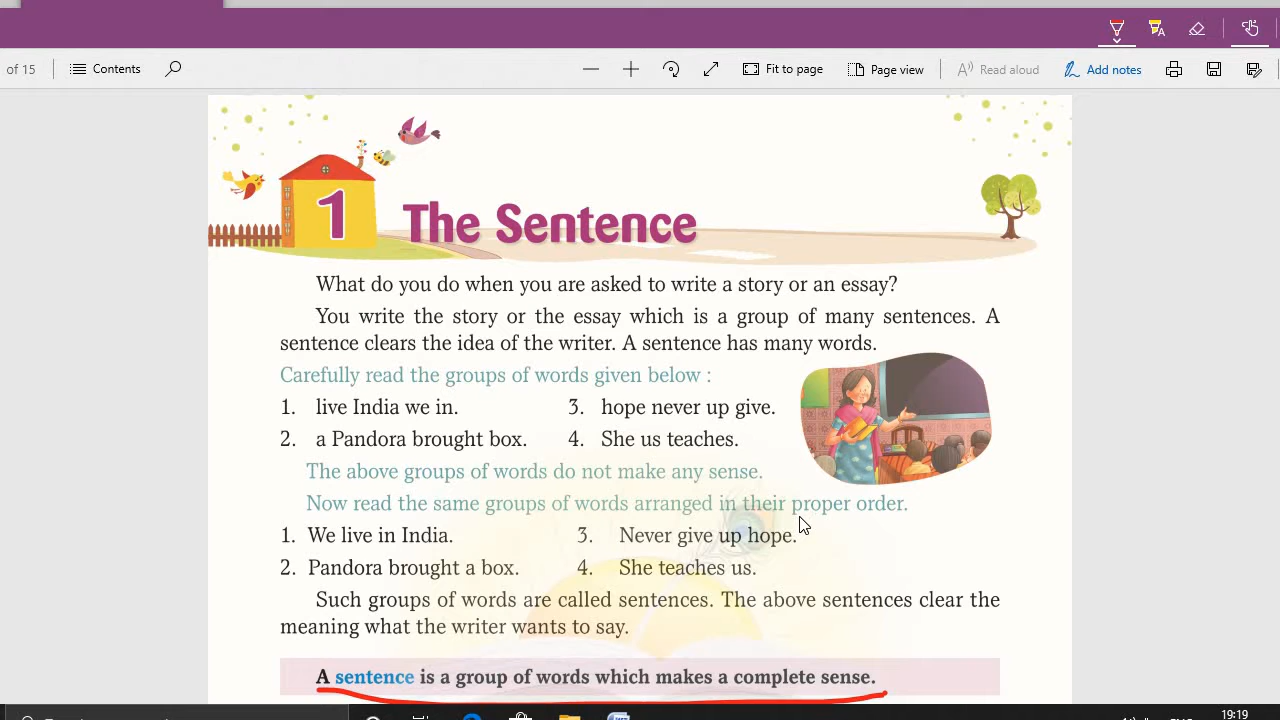 of 15 Contents Fit to page Page view Read aloud Add notes
1 The Sentence
What do you do when you are asked to write a story or an essay?
You write the story or the essay which is a group of many sentences. A
sentence clears the idea of the writer. A sentence has many words.
Carefully read the groups of words given below :
1. live India we in. 3. hope never up give.
2. a Pandora brought box. 4. She us teaches.
The above groups of words do not make any sense.
Now read the same groups of words arranged in their proper order.
1. We live in India. 3. Never give up hope.
2. Pandora brought a box. 4. She teaches us.
Such groups of words are called sentences. The above sentences clear the
meaning what the writer wants to say.
A sentence is a group of words which makes a complete sense.
19:19